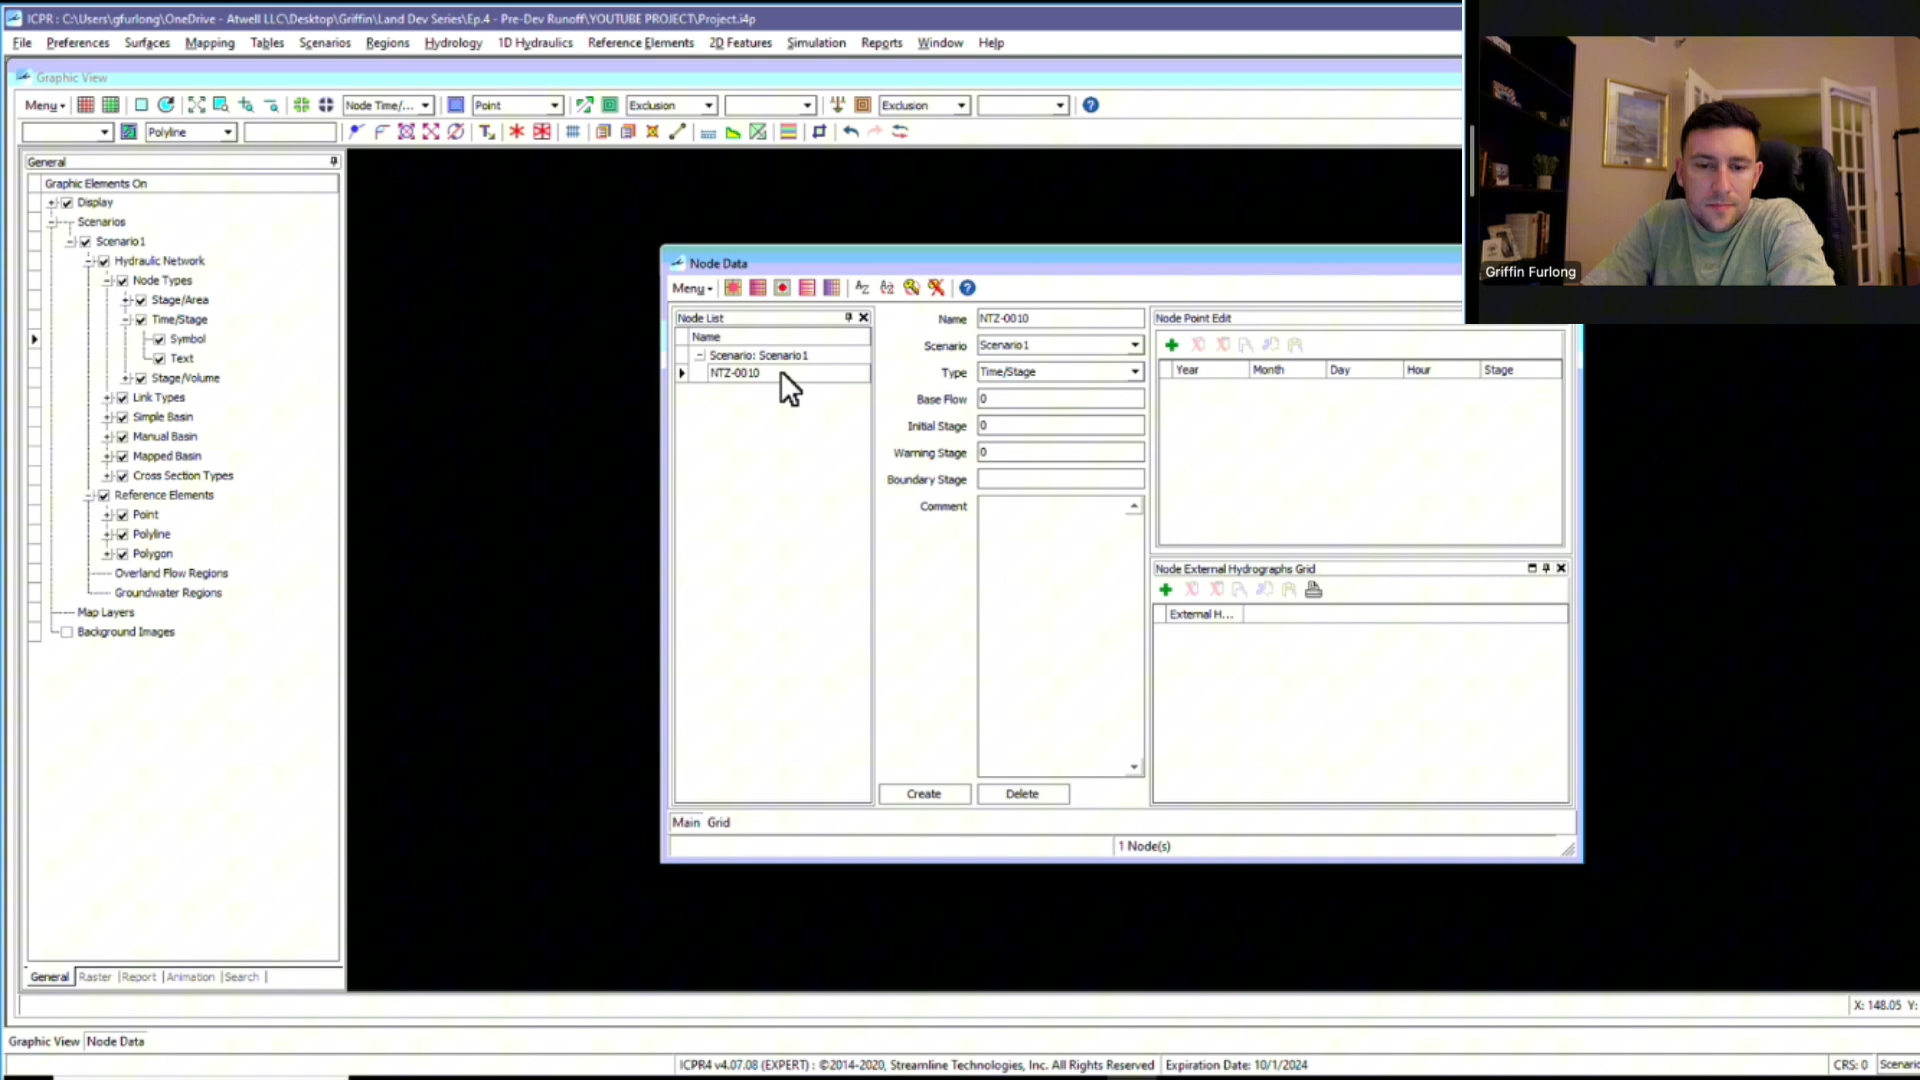 ICPR : C:\Users\gfurlong\OneDrive - Atwell LLC\Desktop\Griffin\Land Dev Series\Ep.4 - Pre-Dev Runoff\YOUTUBE PROJECT\Project.i4p
File Preferences Surfaces Mapping Tables Scenarios Regions Hydrology 1D Hydraulics Reference Elements 2D Features Simulation Reports Window Help
Graphic View
Menu Node Time/... Point Exclusion Exclusion
Polyline
General
Graphic Elements On
Display
Scenarios
Scenario1
Hydraulic Network
Node Types
Stage/Area
Time/Stage
Symbol
Text
Stage/Volume
Link Types
Simple Basin
Manual Basin
Mapped Basin
Cross Section Types
Reference Elements
Point
Polyline
Polygon
Overland Flow Regions
Groundwater Regions
Map Layers
Background Images
General Raster Report Animation Search
Node Data
Menu
Node List
Name
Scenario: Scenario1
NTZ-0010
Name NTZ-0010
Scenario Scenario1
Type Time/Stage
Base Flow 0
Initial Stage 0
Warning Stage 0
Boundary Stage
Comment
Create Delete
Node Point Edit
Year Month Day Hour Stage
Node External Hydrographs Grid
External H...
Main Grid
1 Node(s)
Griffin Furlong
X: 148.05 Y:
Graphic View Node Data
ICPR4 v4.07.08 (EXPERT) : ©2014-2020, Streamline Technologies, Inc. All Rights Reserved Expiration Date: 10/1/2024 CRS: 0 Scenario